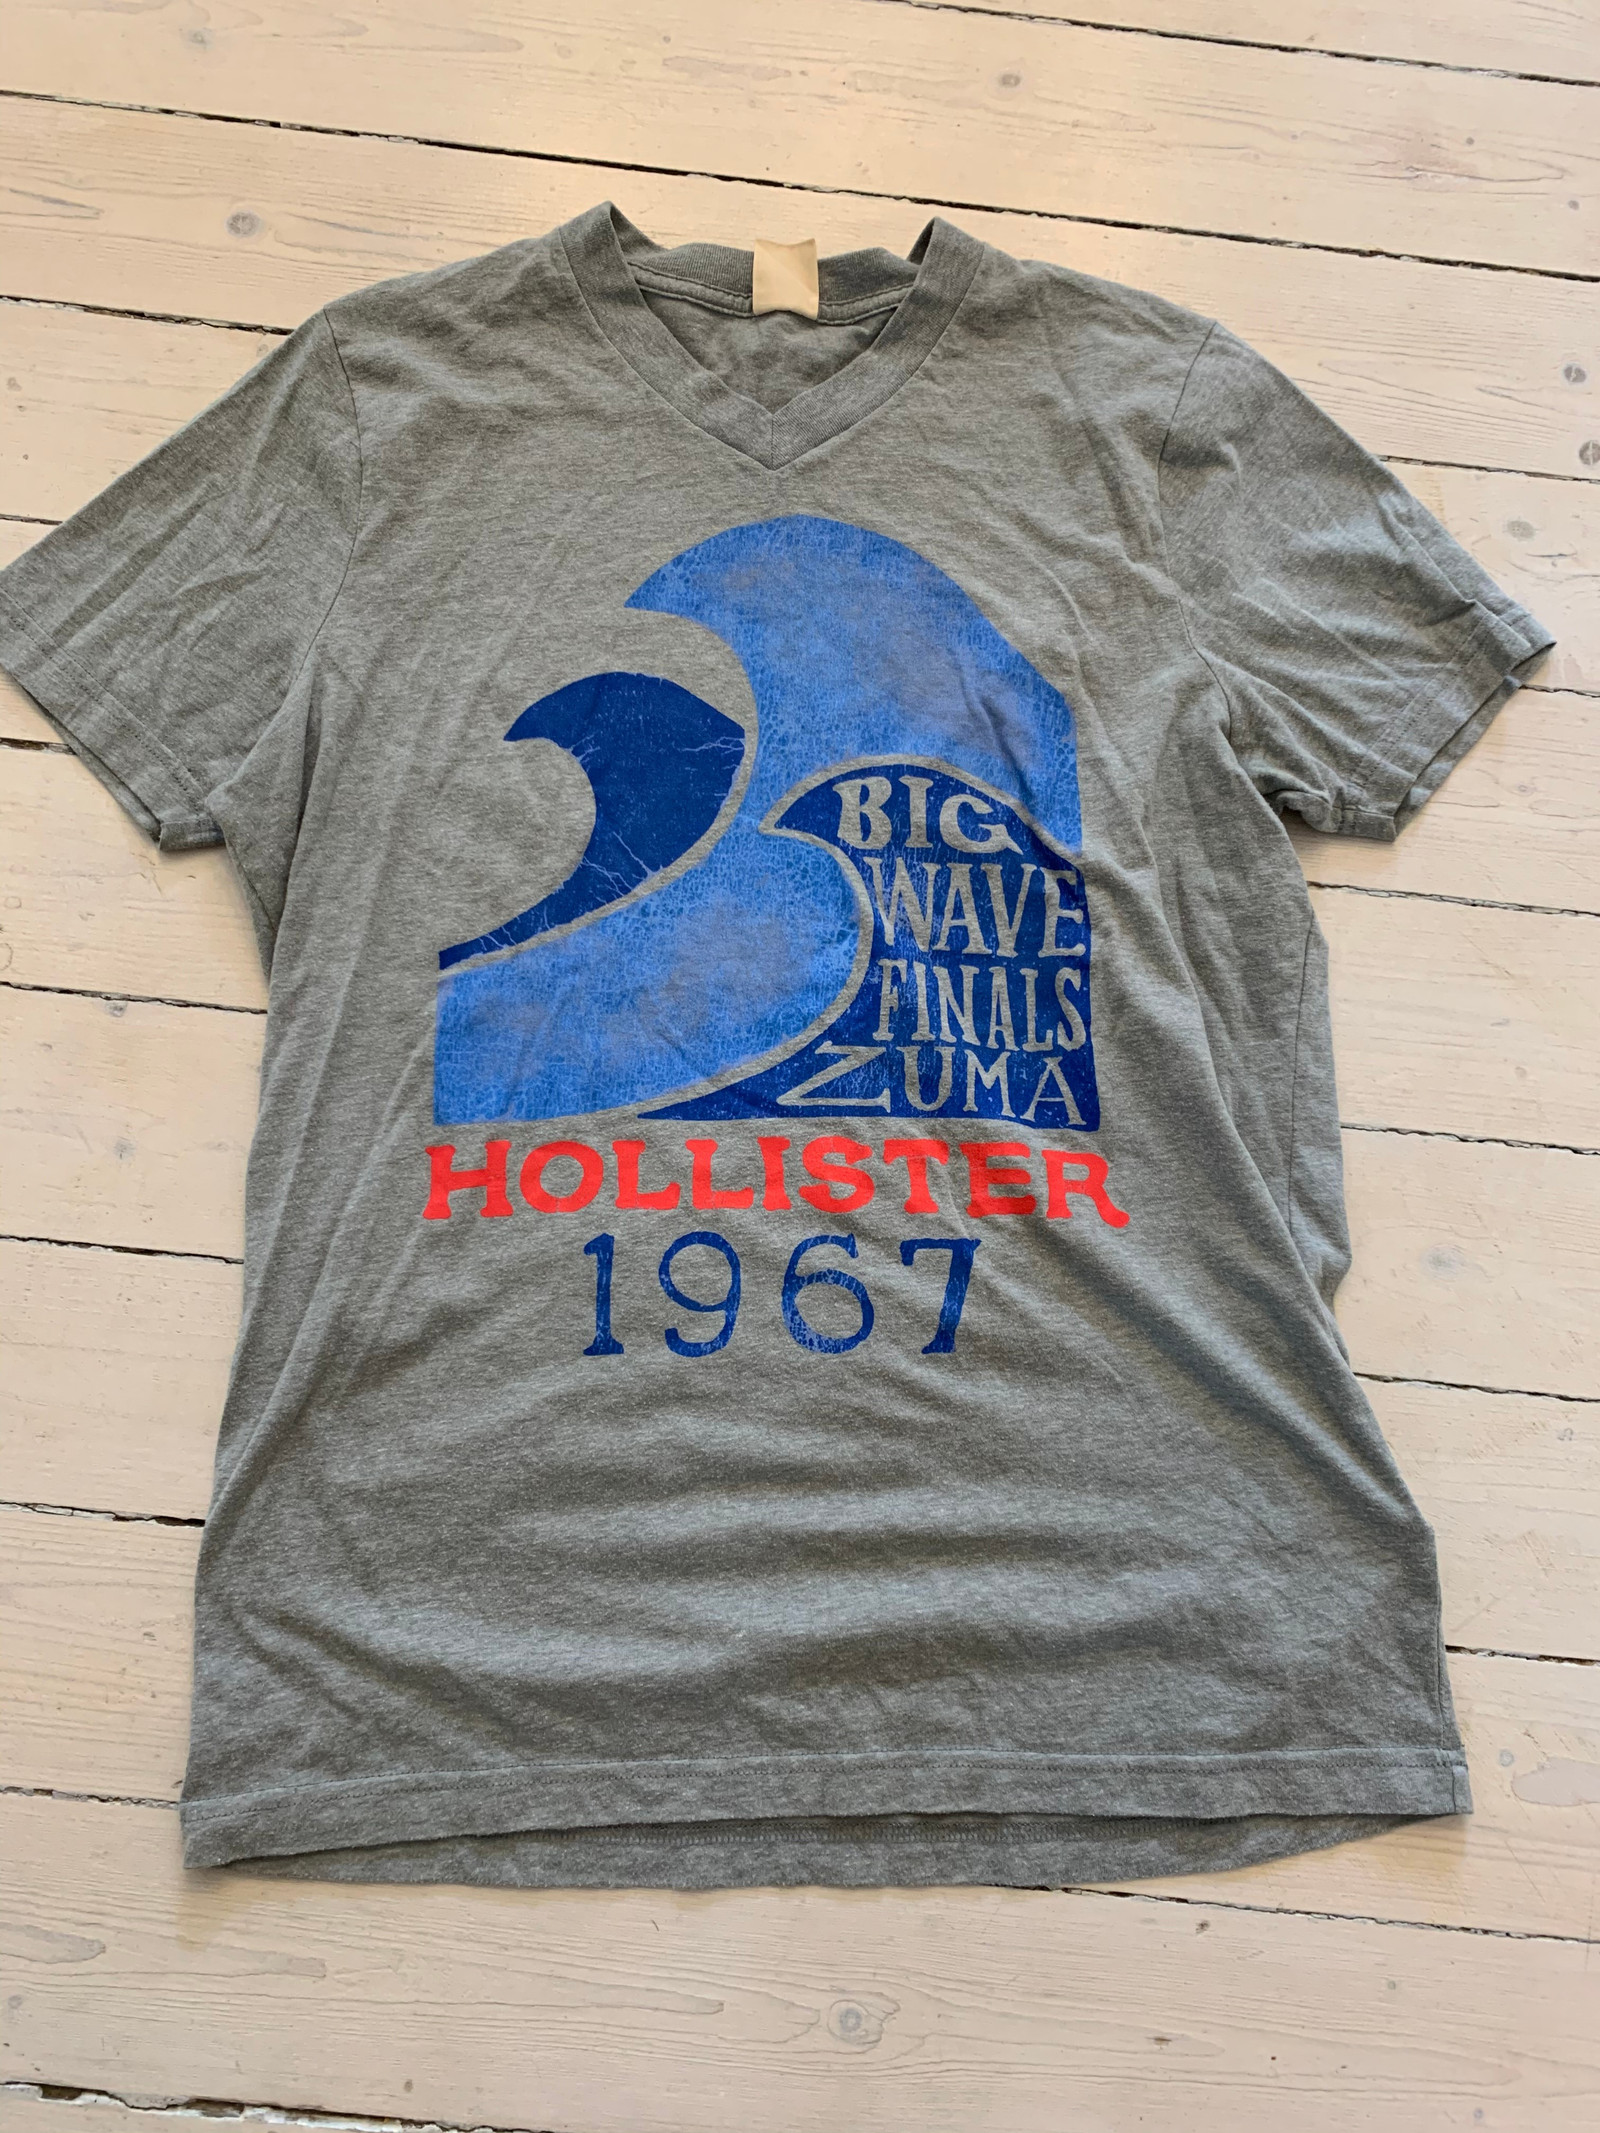 BIG
WAVE
FINALS
ZUMA
HOLLISTER
1967